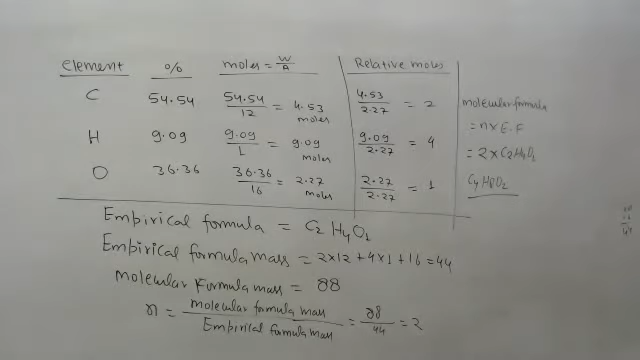 element % moles = W/A Relative moles
C 54.54 54.54/12 = 4.53 moles 4.53/2.27 = 2
H 9.09 9.09/1 = 9.09 moles 9.09/2.27 = 4
O 36.36 36.36/16 = 2.27 moles 2.27/2.27 = 1
molecular formula
= n x E.F
= 2 x C2H4O1
C4H8O2
Empirical formula = C2H4O1
Empirical formula mass = 2x12 + 4x1 + 16 = 44
molecular Formula mass = 88
n = molecular formula mass / Empirical formula mass = 88/44 = 2